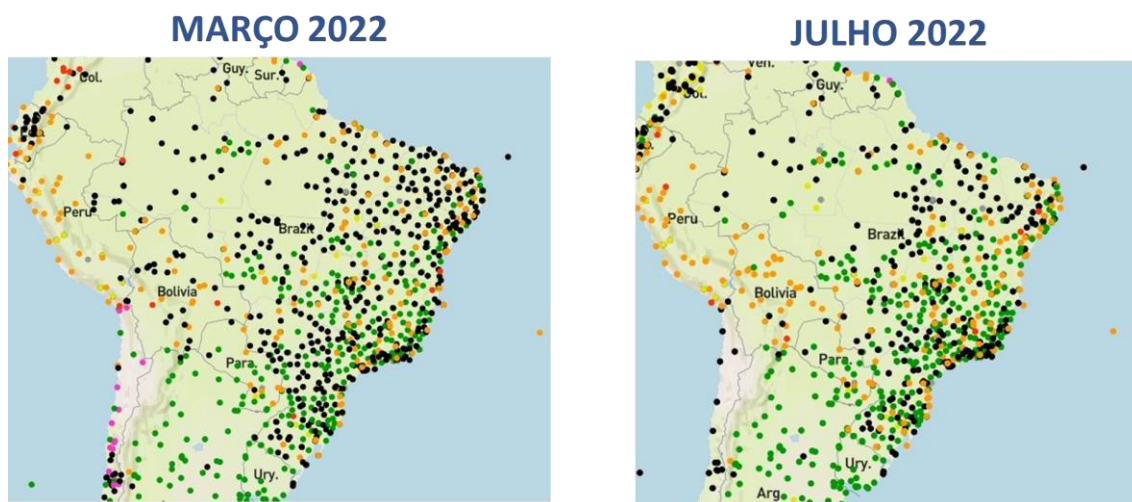 MARÇO 2022
Col.
Guy.
Sur.
Peru
Brazil
Bolivia
Para.
Ury.
JULHO 2022
Ven.
Col.
Guy.
Peru
Brazil
Bolivia
Para.
Ury.
Arg